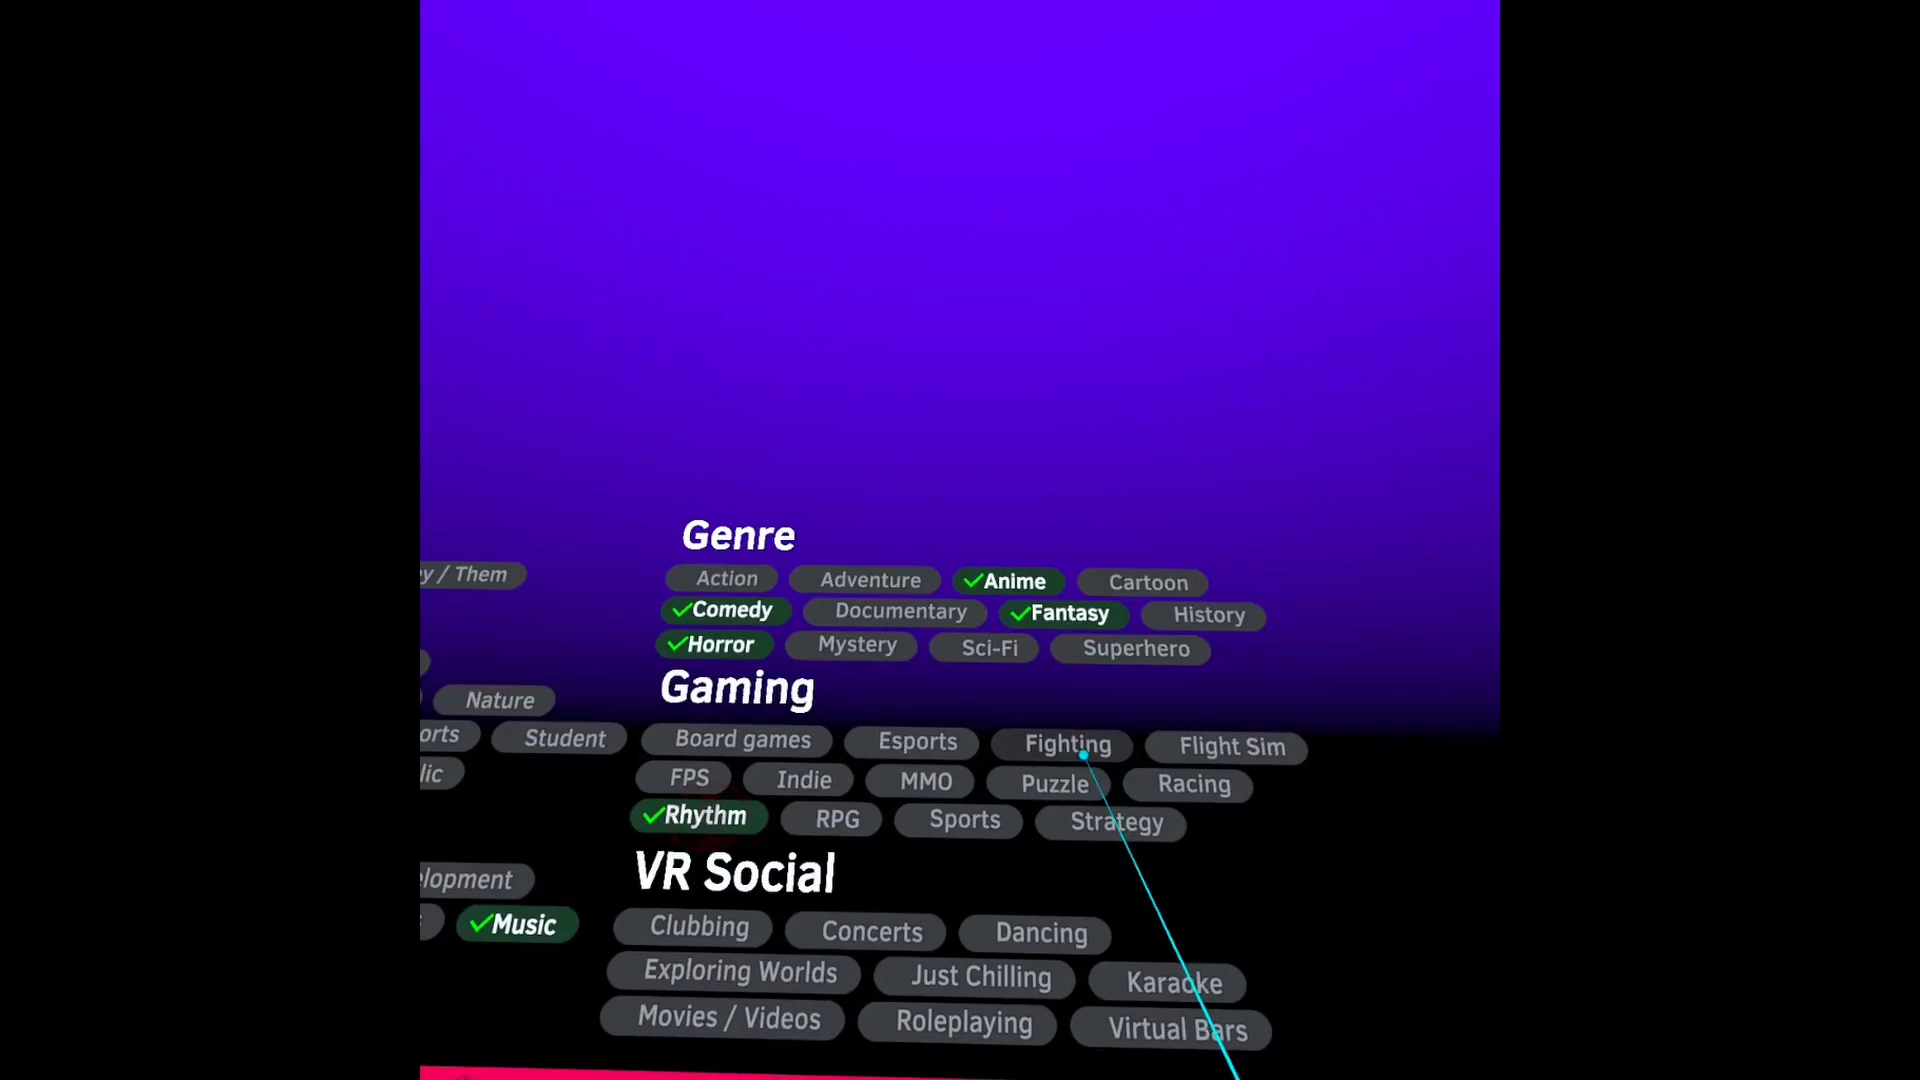 Genre
y / Them
Action Adventure Anime Cartoon
Comedy Documentary Fantasy History
Horror Mystery Sci-Fi Superhero
Gaming
Nature
orts Student Board games Esports Fighting Flight Sim
lic FPS Indie MMO Puzzle Racing
Rhythm RPG Sports Strategy
VR Social
elopment
Music Clubbing Concerts Dancing
Exploring Worlds Just Chilling Karaoke
Movies / Videos Roleplaying Virtual Bars